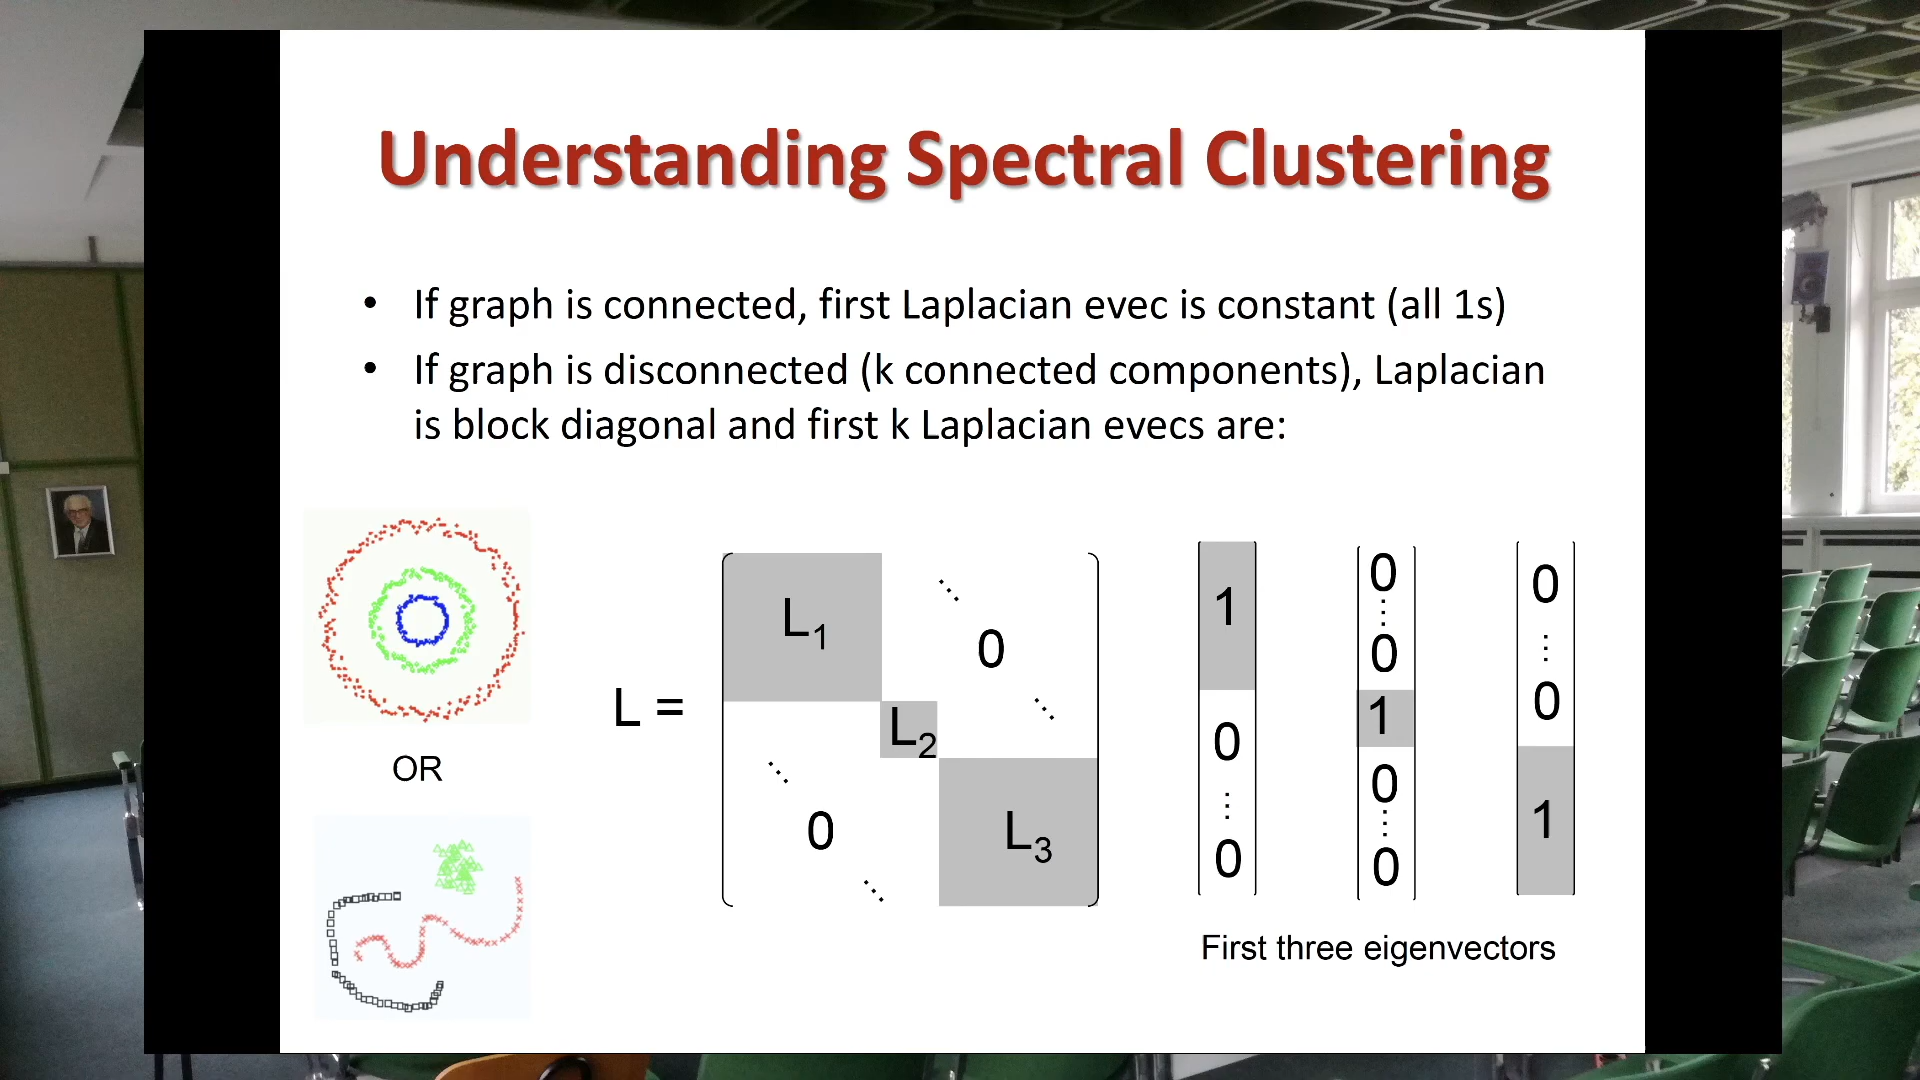 Understanding Spectral Clustering
• If graph is connected, first Laplacian evec is constant (all 1s)
• If graph is disconnected (k connected components), Laplacian
is block diagonal and first k Laplacian evecs are:
OR
L =
L1
⋱
0
⋱
L2
⋱
0
⋱
L3
1
0
⋮
0
0
⋮
0
1
0
⋮
0
0
⋮
0
1
First three eigenvectors